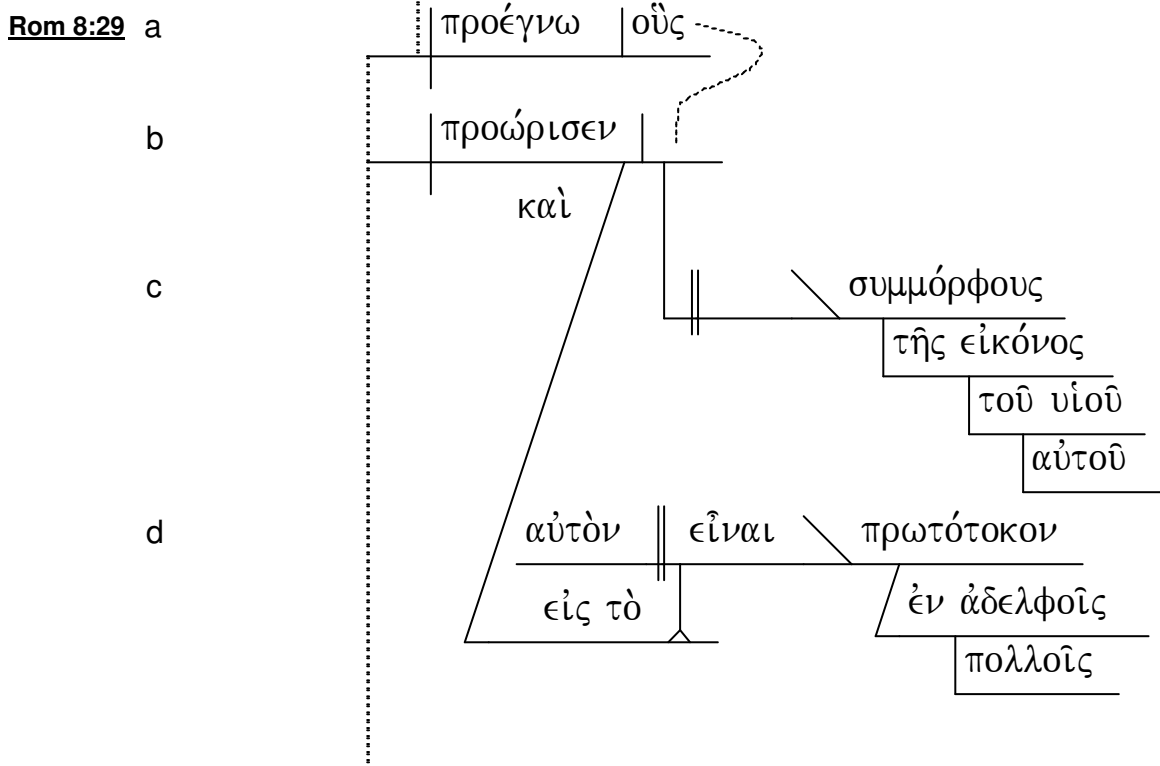 Rom 8:29 a προέγνω οὓς
b προώρισεν
καὶ
c συμμόρφους
τῆς εἰκόνος
τοῦ υἱοῦ
αὐτοῦ
d αὐτὸν εἶναι πρωτότοκον
εἰς τὸ ἐν ἀδελφοῖς
πολλοῖς